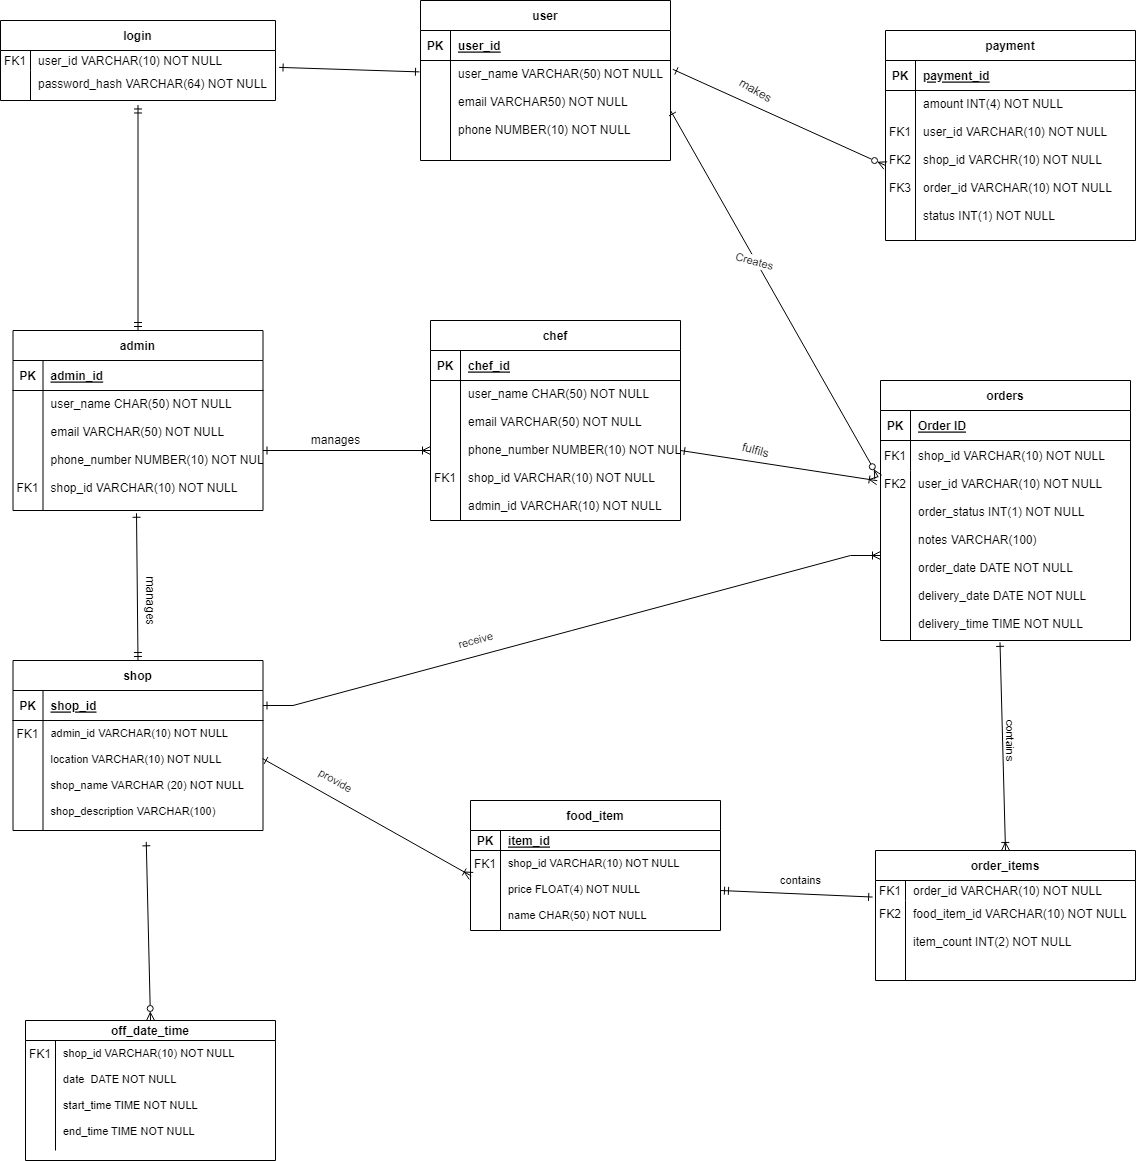 login
FK1 user_id VARCHAR(10) NOT NULL
password_hash VARCHAR(64) NOT NULL
user
PK user_id
user_name VARCHAR(50) NOT NULL
email VARCHAR50) NOT NULL
phone NUMBER(10) NOT NULL
payment
PK payment_id
amount INT(4) NOT NULL
FK1 user_id VARCHAR(10) NOT NULL
FK2 shop_id VARCHR(10) NOT NULL
FK3 order_id VARCHAR(10) NOT NULL
status INT(1) NOT NULL
makes
Creates
admin
PK admin_id
user_name CHAR(50) NOT NULL
email VARCHAR(50) NOT NULL
phone_number NUMBER(10) NOT NUL
FK1 shop_id VARCHAR(10) NOT NULL
manages
chef
PK chef_id
user_name CHAR(50) NOT NULL
email VARCHAR(50) NOT NULL
phone_number NUMBER(10) NOT NUL
FK1 shop_id VARCHAR(10) NOT NULL
admin_id VARCHAR(10) NOT NULL
fulfils
orders
PK Order ID
FK1 shop_id VARCHAR(10) NOT NULL
FK2 user_id VARCHAR(10) NOT NULL
order_status INT(1) NOT NULL
notes VARCHAR(100)
order_date DATE NOT NULL
delivery_date DATE NOT NULL
delivery_time TIME NOT NULL
manages
receive
shop
PK shop_id
FK1 admin_id VARCHAR(10) NOT NULL
location VARCHAR(10) NOT NULL
shop_name VARCHAR (20) NOT NULL
shop_description VARCHAR(100)
provide
contains
food_item
PK item_id
FK1 shop_id VARCHAR(10) NOT NULL
price FLOAT(4) NOT NULL
name CHAR(50) NOT NULL
contains
order_items
FK1 order_id VARCHAR(10) NOT NULL
FK2 food_item_id VARCHAR(10) NOT NULL
item_count INT(2) NOT NULL
off_date_time
FK1 shop_id VARCHAR(10) NOT NULL
date DATE NOT NULL
start_time TIME NOT NULL
end_time TIME NOT NULL